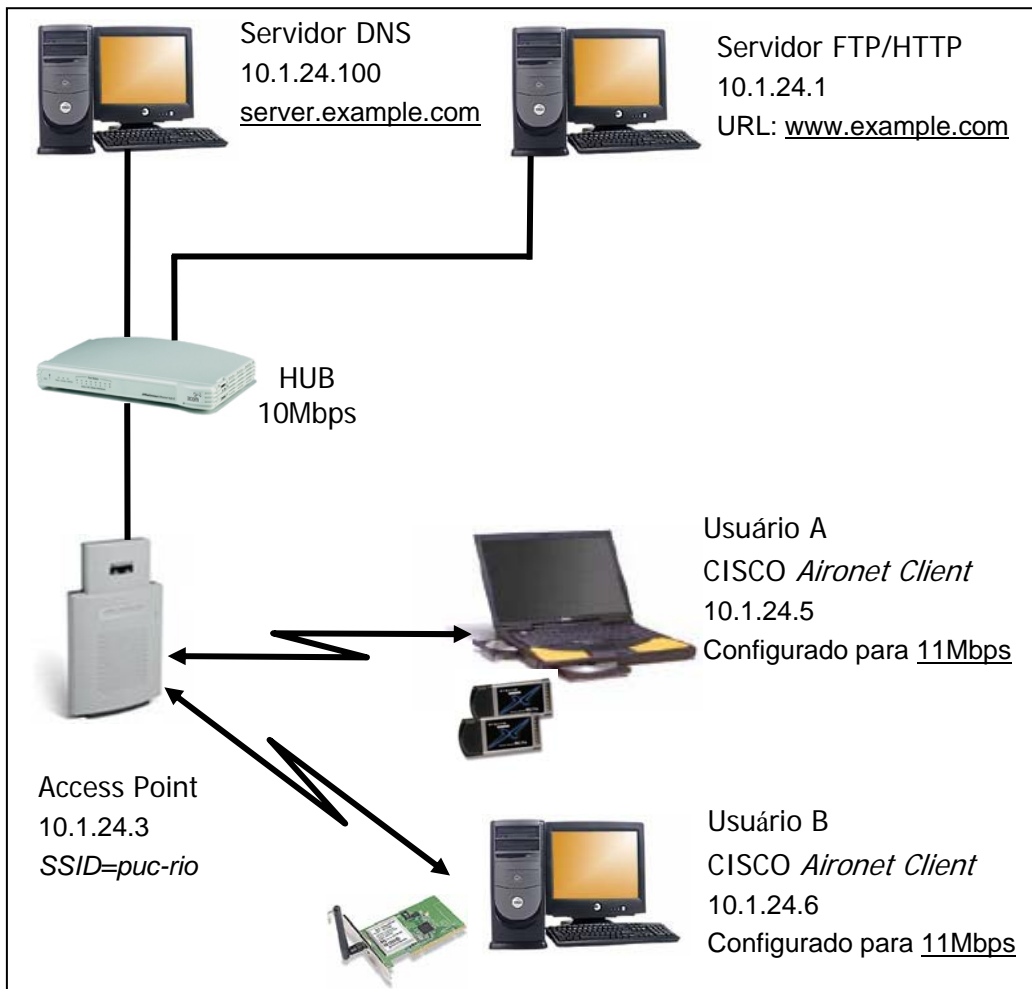 Servidor DNS
10.1.24.100
server.example.com
Servidor FTP/HTTP
10.1.24.1
URL: www.example.com
HUB
10Mbps
Usuário A
CISCO Aironet Client
10.1.24.5
Configurado para 11Mbps
Access Point
10.1.24.3
SSID=puc-rio
Usuário B
CISCO Aironet Client
10.1.24.6
Configurado para 11Mbps